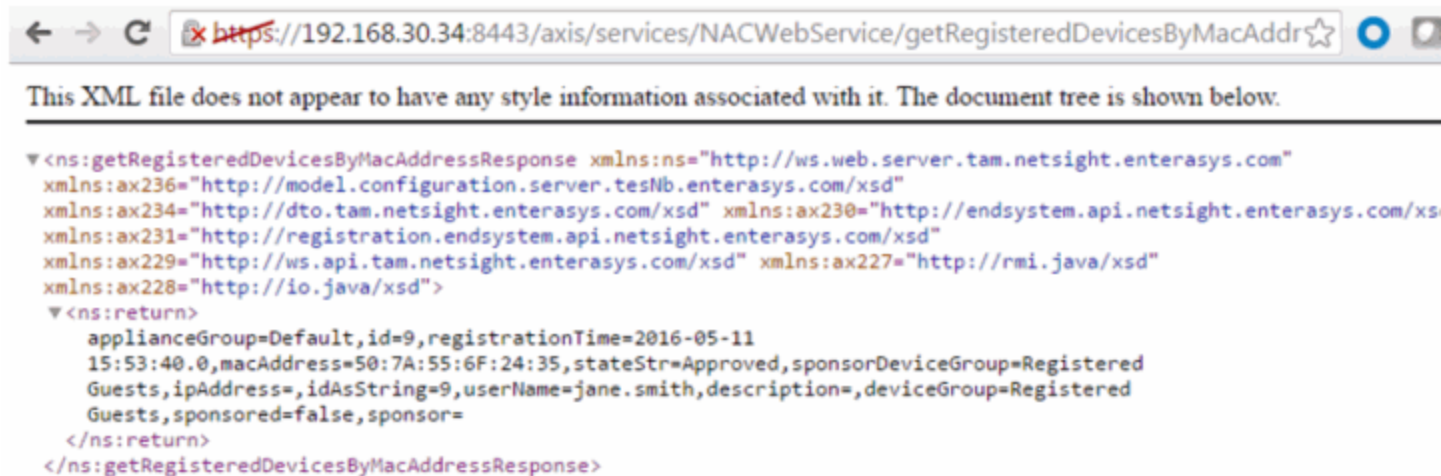 https://192.168.30.34:8443/axis/services/NACWebService/getRegisteredDevicesByMacAddr
This XML file does not appear to have any style information associated with it. The document tree is shown below.
▼<ns:getRegisteredDevicesByMacAddressResponse xmlns:ns="http://ws.web.server.tam.netsight.enterasys.com"
xmlns:ax236="http://model.configuration.server.tesNb.enterasys.com/xsd"
xmlns:ax234="http://dto.tam.netsight.enterasys.com/xsd" xmlns:ax230="http://endsystem.api.netsight.enterasys.com/xs
xmlns:ax231="http://registration.endsystem.api.netsight.enterasys.com/xsd"
xmlns:ax229="http://ws.api.tam.netsight.enterasys.com/xsd" xmlns:ax227="http://rmi.java/xsd"
xmlns:ax228="http://io.java/xsd">
▼<ns:return>
applianceGroup=Default,id=9,registrationTime=2016-05-11
15:53:40.0,macAddress=50:7A:55:6F:24:35,stateStr=Approved,sponsorDeviceGroup=Registered
Guests,ipAddress=,idAsString=9,userName=jane.smith,description=,deviceGroup=Registered
Guests,sponsored=false,sponsor=
</ns:return>
</ns:getRegisteredDevicesByMacAddressResponse>